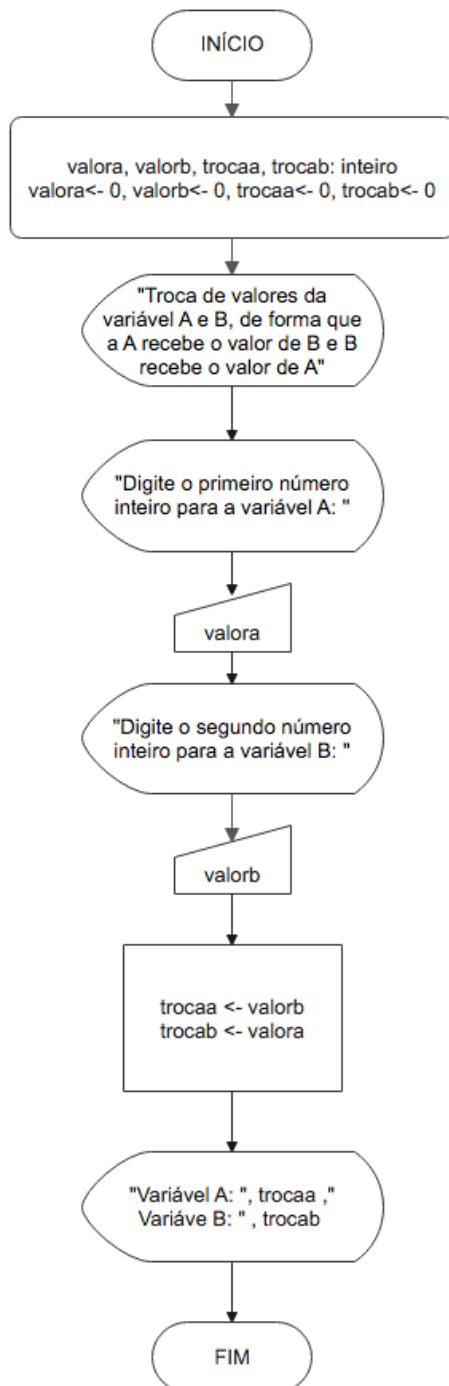 INÍCIO
valora, valorb, trocaa, trocab: inteiro
valora<- 0, valorb<- 0, trocaa<- 0, trocab<- 0
"Troca de valores da
variável A e B, de forma que
a A recebe o valor de B e B
recebe o valor de A"
"Digite o primeiro número
inteiro para a variável A: "
valora
"Digite o segundo número
inteiro para a variável B: "
valorb
trocaa <- valorb
trocab <- valora
"Variável A: ", trocaa ,"
Variáve B: " , trocab
FIM